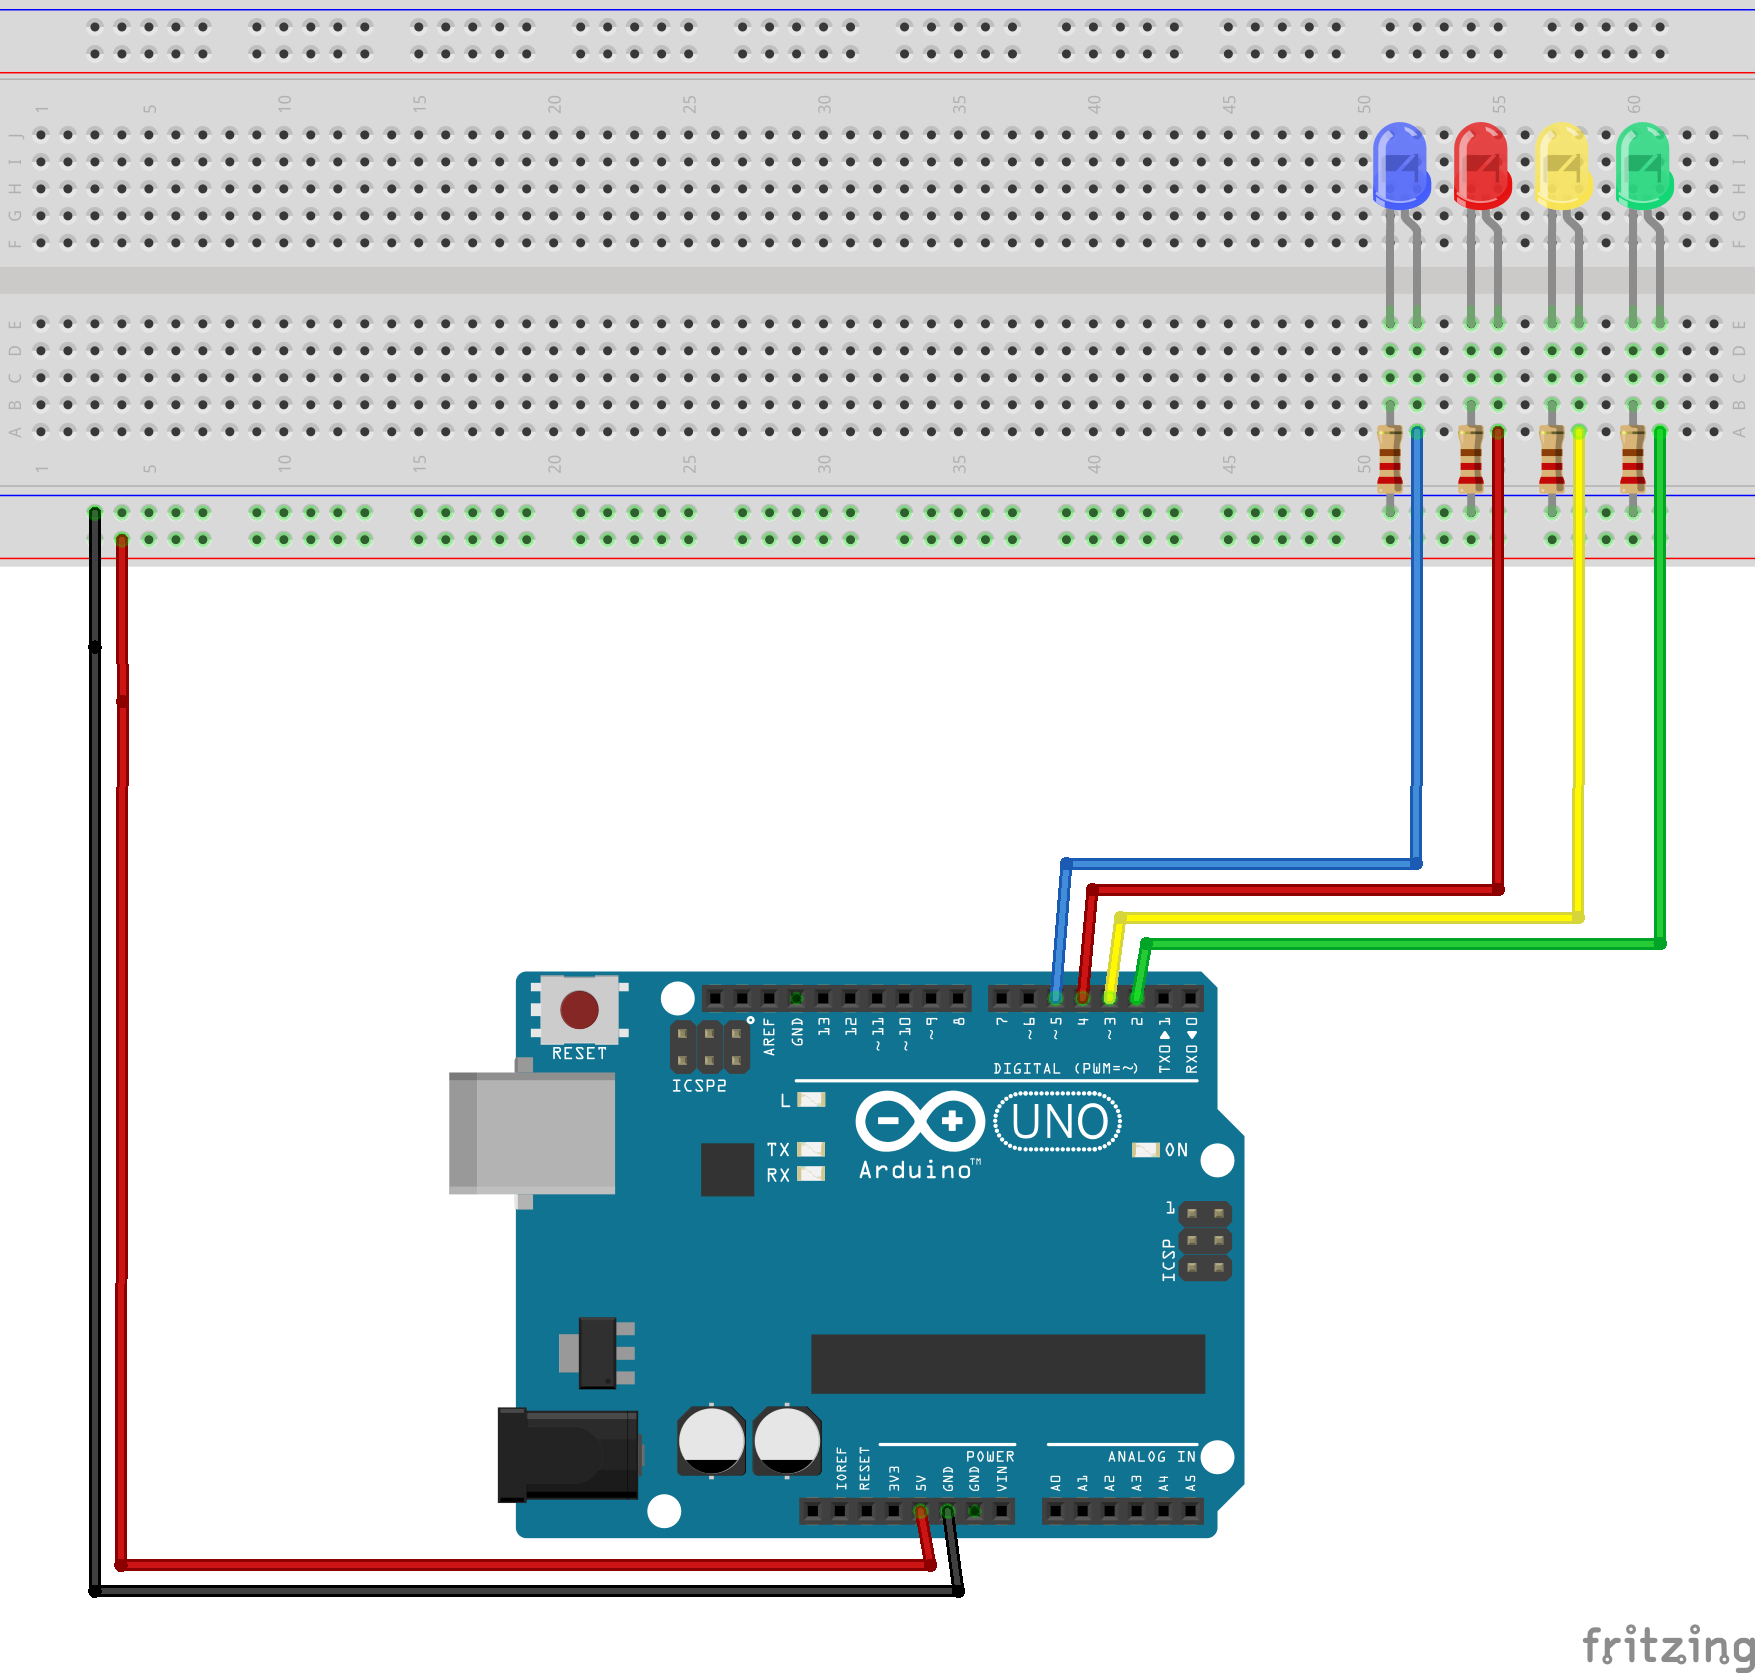 1 5 10 15 20 25 30 35 40 45 50 55 60
J J
I I
H H
G G
F F
E E
D D
C C
B B
A A
1 5 10 15 20 25 30 35 40 45 50 60
RESET
ICSP2
AREF GND 13 12 ~11 ~10 ~9 8 7 ~6 ~5 4 ~3 2 TX0▶1 RX0◀0
DIGITAL (PWM=~)
L
TX
RX
UNO
Arduino™
ON
1
ICSP
POWER
ANALOG IN
IOREF RESET 3V3 5V GND GND VIN A0 A1 A2 A3 A4 A5
fritzing